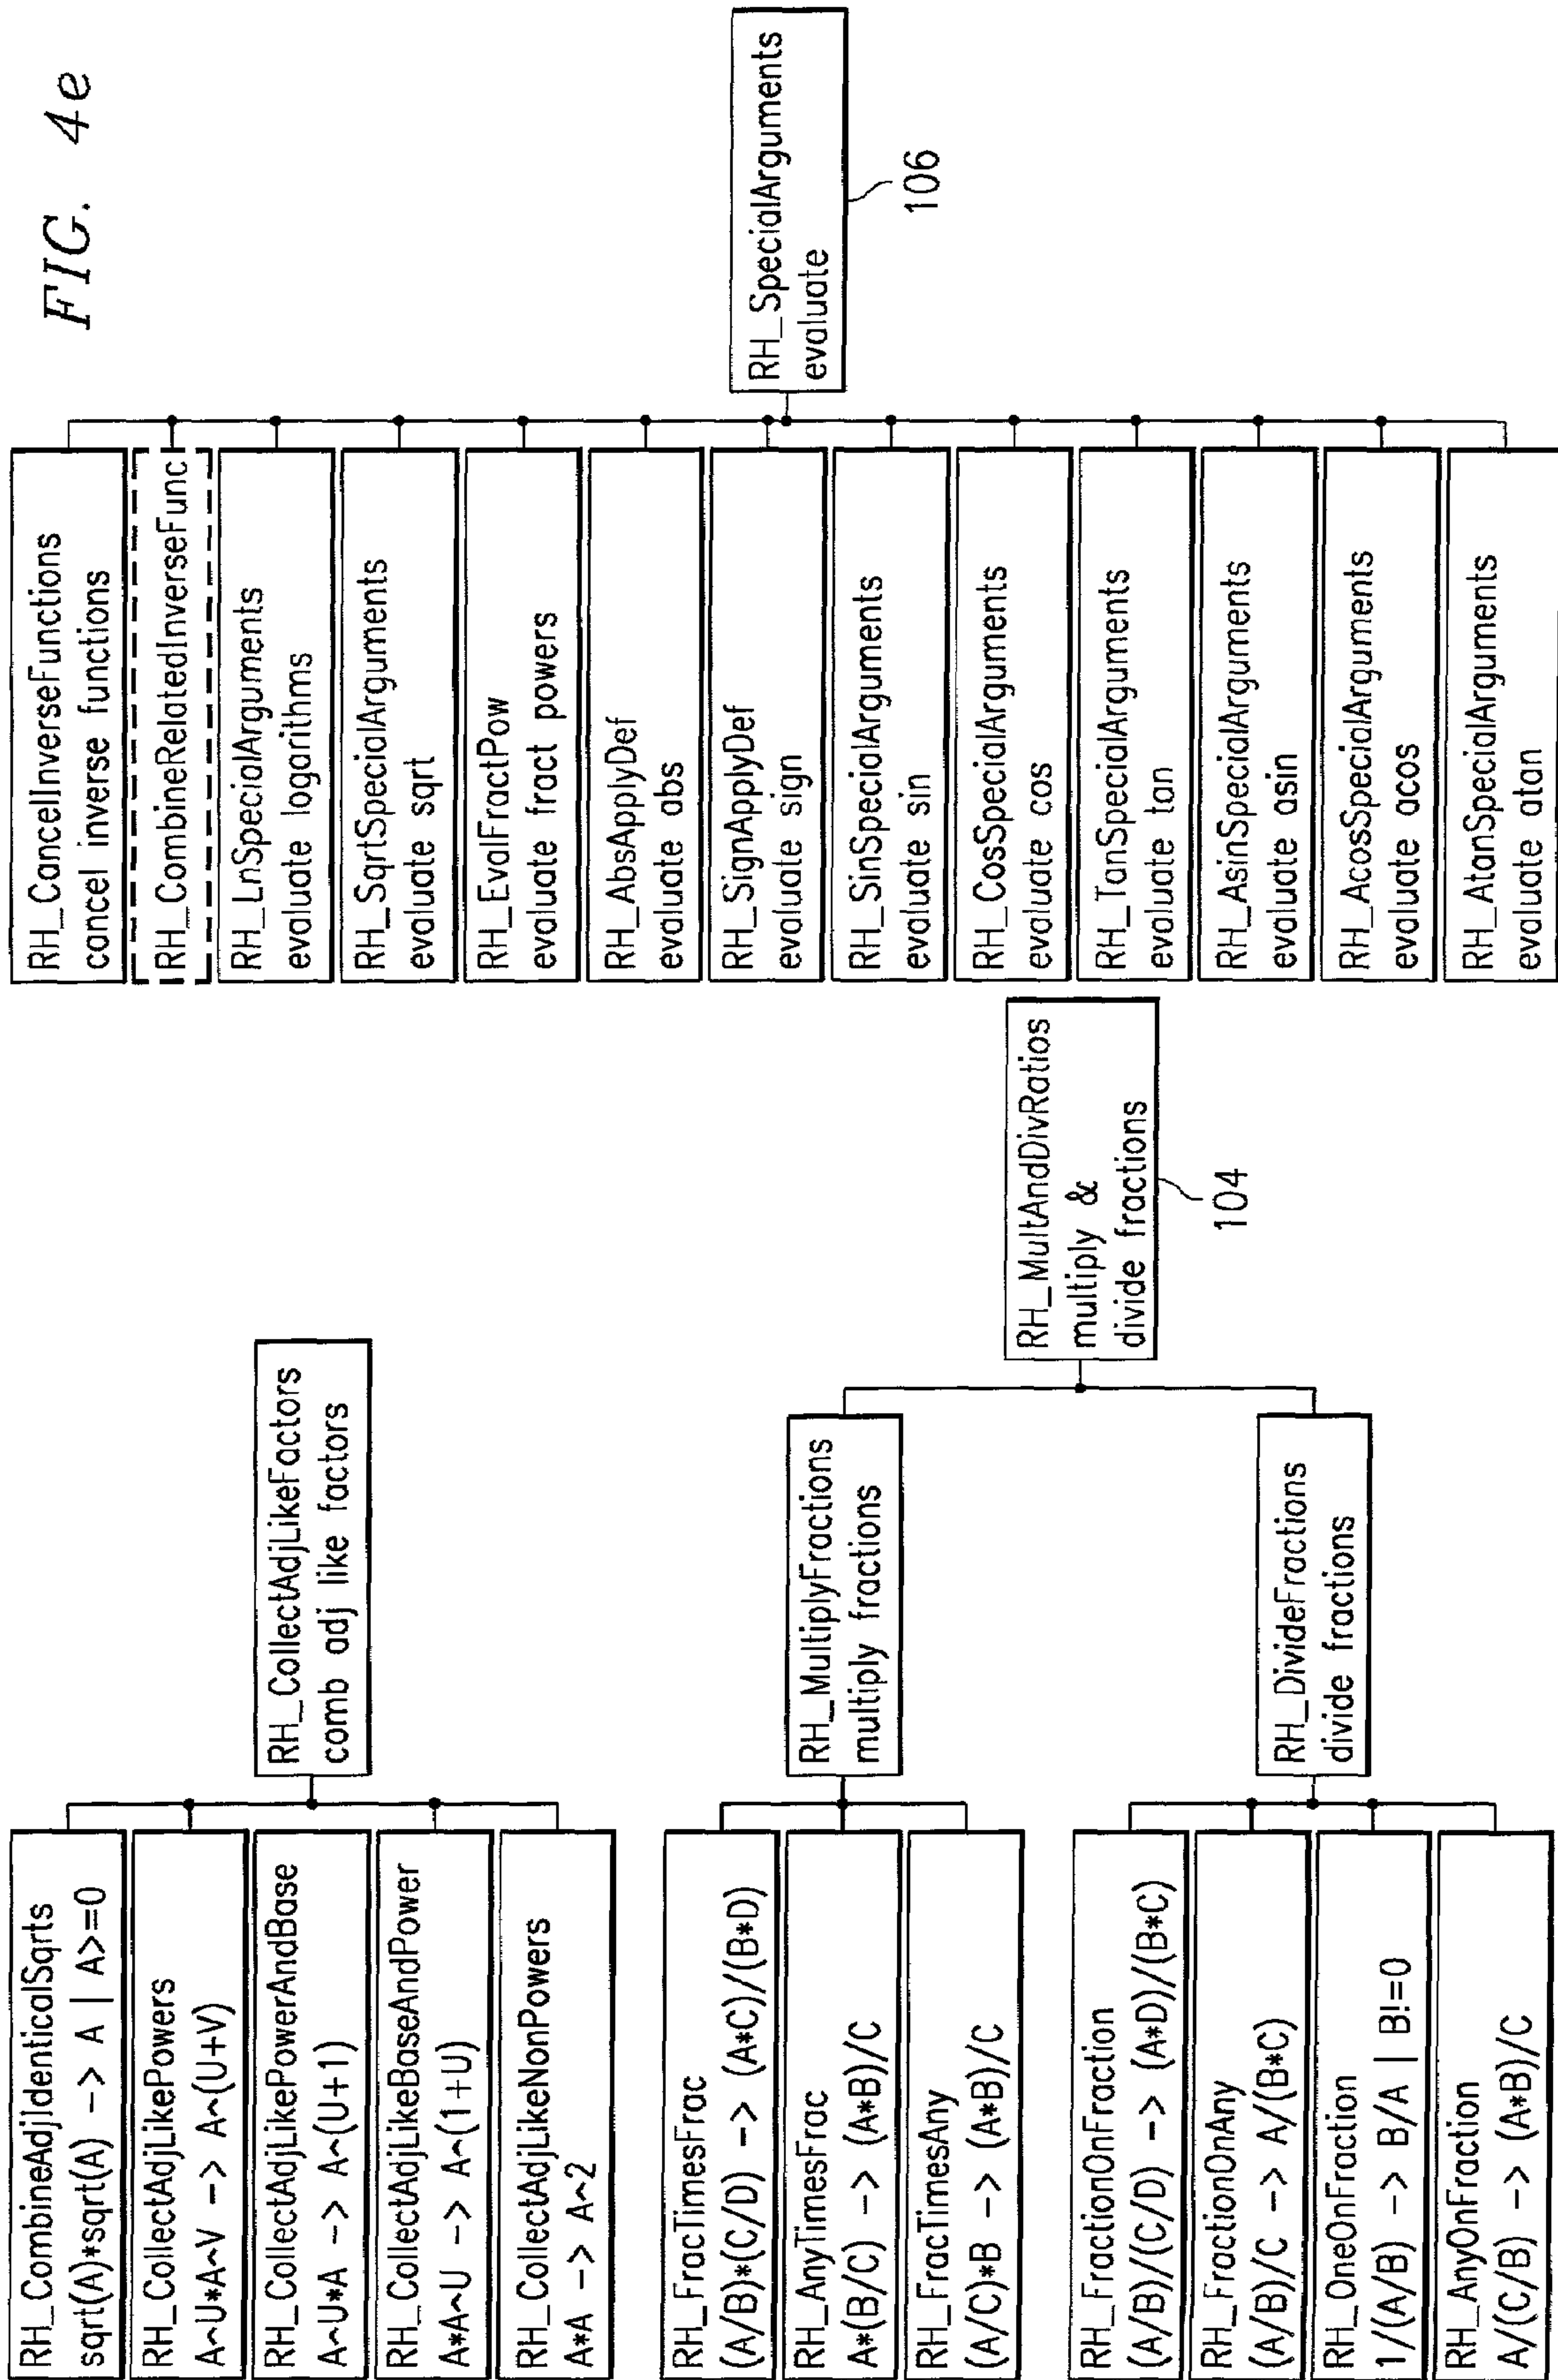 FIG. 4e
RH_CombineAdjIdenticalSqrts
sqrt(A)*sqrt(A) -> A | A>=0
RH_CollectAdjLikePowers
A^U*A^V -> A^(U+V)
RH_CollectAdjLikePowerAndBase
A^U*A -> A^(U+1)
RH_CollectAdjLikeBaseAndPower
A*A^U -> A^(1+U)
RH_CollectAdjLikeNonPowers
A*A -> A^2
RH_CollectAdjLikeFactors
comb adj like factors
RH_FracTimesFrac
(A/B)*(C/D) -> (A*C)/(B*D)
RH_AnyTimesFrac
A*(B/C) -> (A*B)/C
RH_FracTimesAny
(A/C)*B -> (A*B)/C
RH_MultiplyFractions
multiply fractions
RH_FractionOnFraction
(A/B)/(C/D) -> (A*D)/(B*C)
RH_FractionOnAny
(A/B)/C -> A/(B*C)
RH_OneOnFraction
1/(A/B) -> B/A | B!=0
RH_AnyOnFraction
A/(C/B) -> (A*B)/C
RH_DivideFractions
divide fractions
RH_MultAndDivRatios
multiply &
divide fractions
104
RH_CancelInverseFunctions
cancel inverse functions
RH_CombineRelatedInverseFunc
RH_LnSpecialArguments
evaluate logarithms
RH_SqrtSpecialArguments
evaluate sqrt
RH_EvalFractPow
evaluate fract powers
RH_AbsApplyDef
evaluate abs
RH_SignApplyDef
evaluate sign
RH_SinSpecialArguments
evaluate sin
RH_CosSpecialArguments
evaluate cos
RH_TanSpecialArguments
evaluate tan
RH_AsinSpecialArguments
evaluate asin
RH_AcosSpecialArguments
evaluate acos
RH_AtanSpecialArguments
evaluate atan
RH_SpecialArguments
evaluate
106